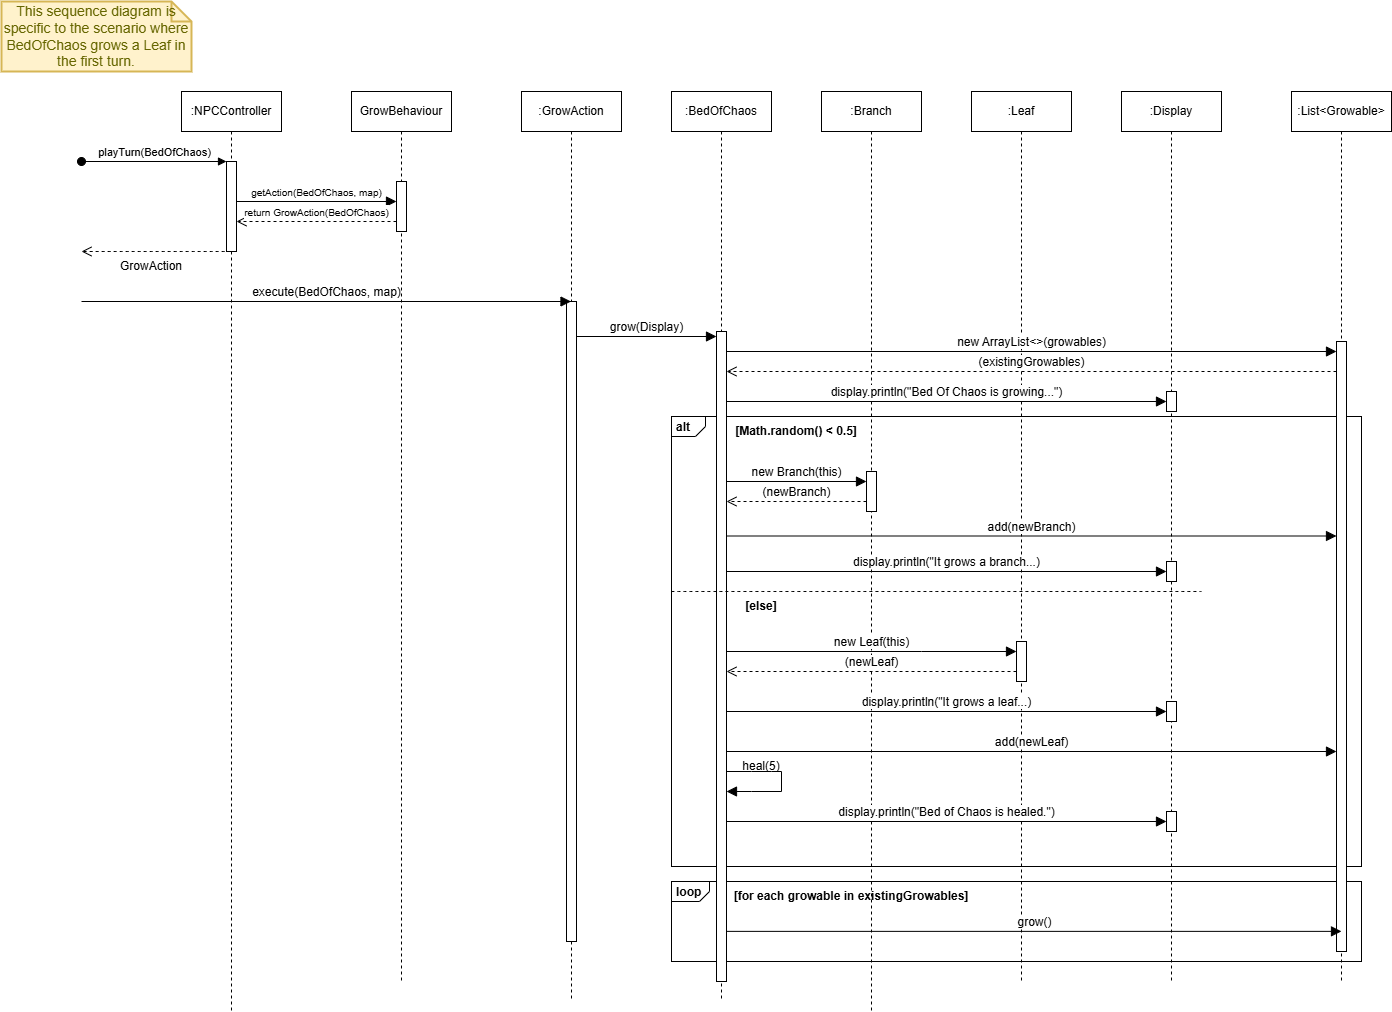 This sequence diagram is
specific to the scenario where
BedOfChaos grows a Leaf in
the first turn.
:NPCController
GrowBehaviour
:GrowAction
:BedOfChaos
:Branch
:Leaf
:Display
:List<Growable>
playTurn(BedOfChaos)
getAction(BedOfChaos, map)
return GrowAction(BedOfChaos)
GrowAction
execute(BedOfChaos, map)
grow(Display)
new ArrayList<>(growables)
(existingGrowables)
display.println("Bed Of Chaos is growing...")
alt
[Math.random() < 0.5]
new Branch(this)
(newBranch)
add(newBranch)
display.println("It grows a branch...)
[else]
new Leaf(this)
(newLeaf)
display.println("It grows a leaf...)
add(newLeaf)
heal(5)
display.println("Bed of Chaos is healed.")
loop
[for each growable in existingGrowables]
grow()